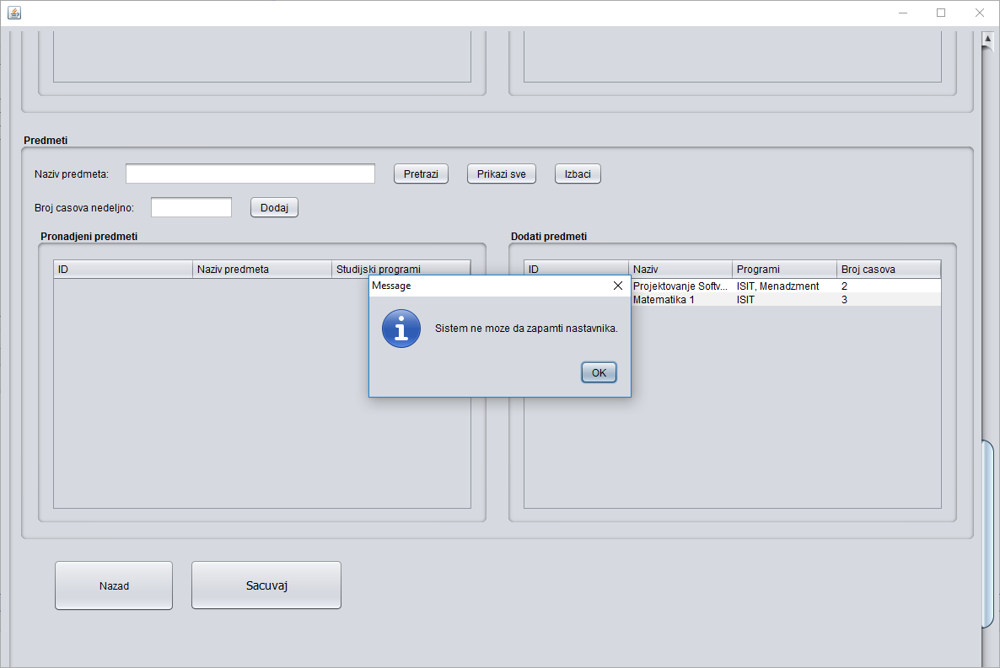 Predmeti
Naziv predmeta:
Pretrazi
Prikazi sve
Izbaci
Broj casova nedeljno:
Dodaj
Pronadjeni predmeti
Dodati predmeti
ID Naziv predmeta Studijski programi
ID Naziv Programi Broj casova
Projektovanje Softv... ISIT, Menadzment 2
Matematika 1 ISIT 3
Message
Sistem ne moze da zapamti nastavnika.
OK
Nazad
Sacuvaj